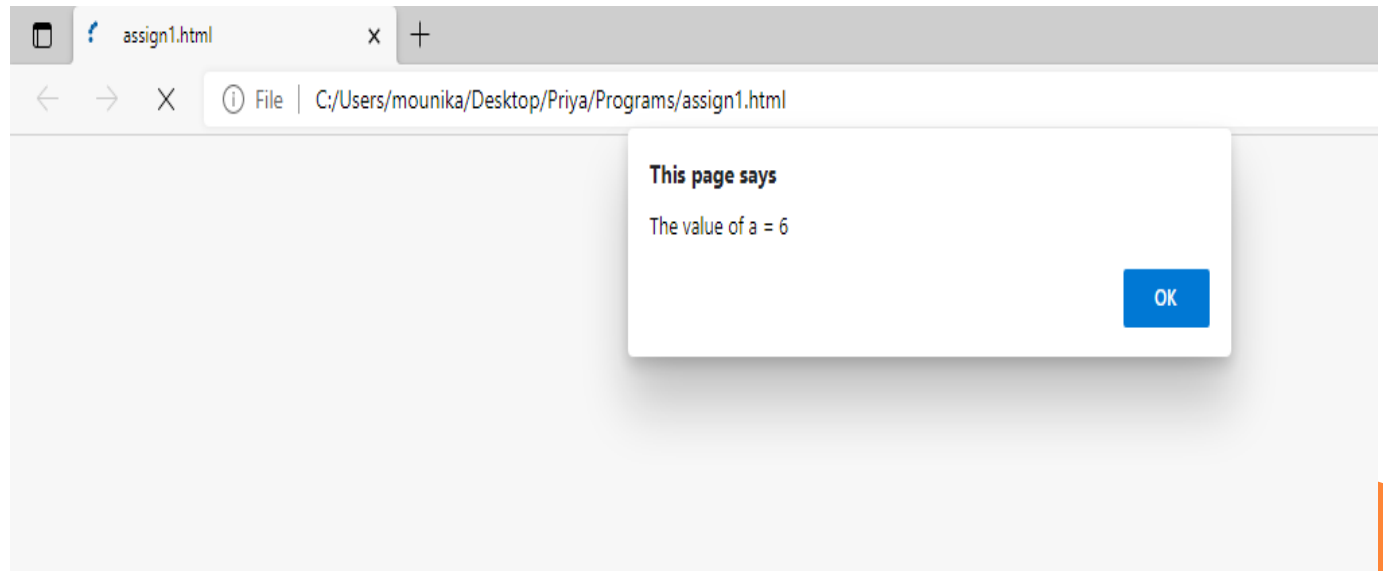 assign1.html
File C:/Users/mounika/Desktop/Priya/Programs/assign1.html
This page says
The value of a = 6
OK